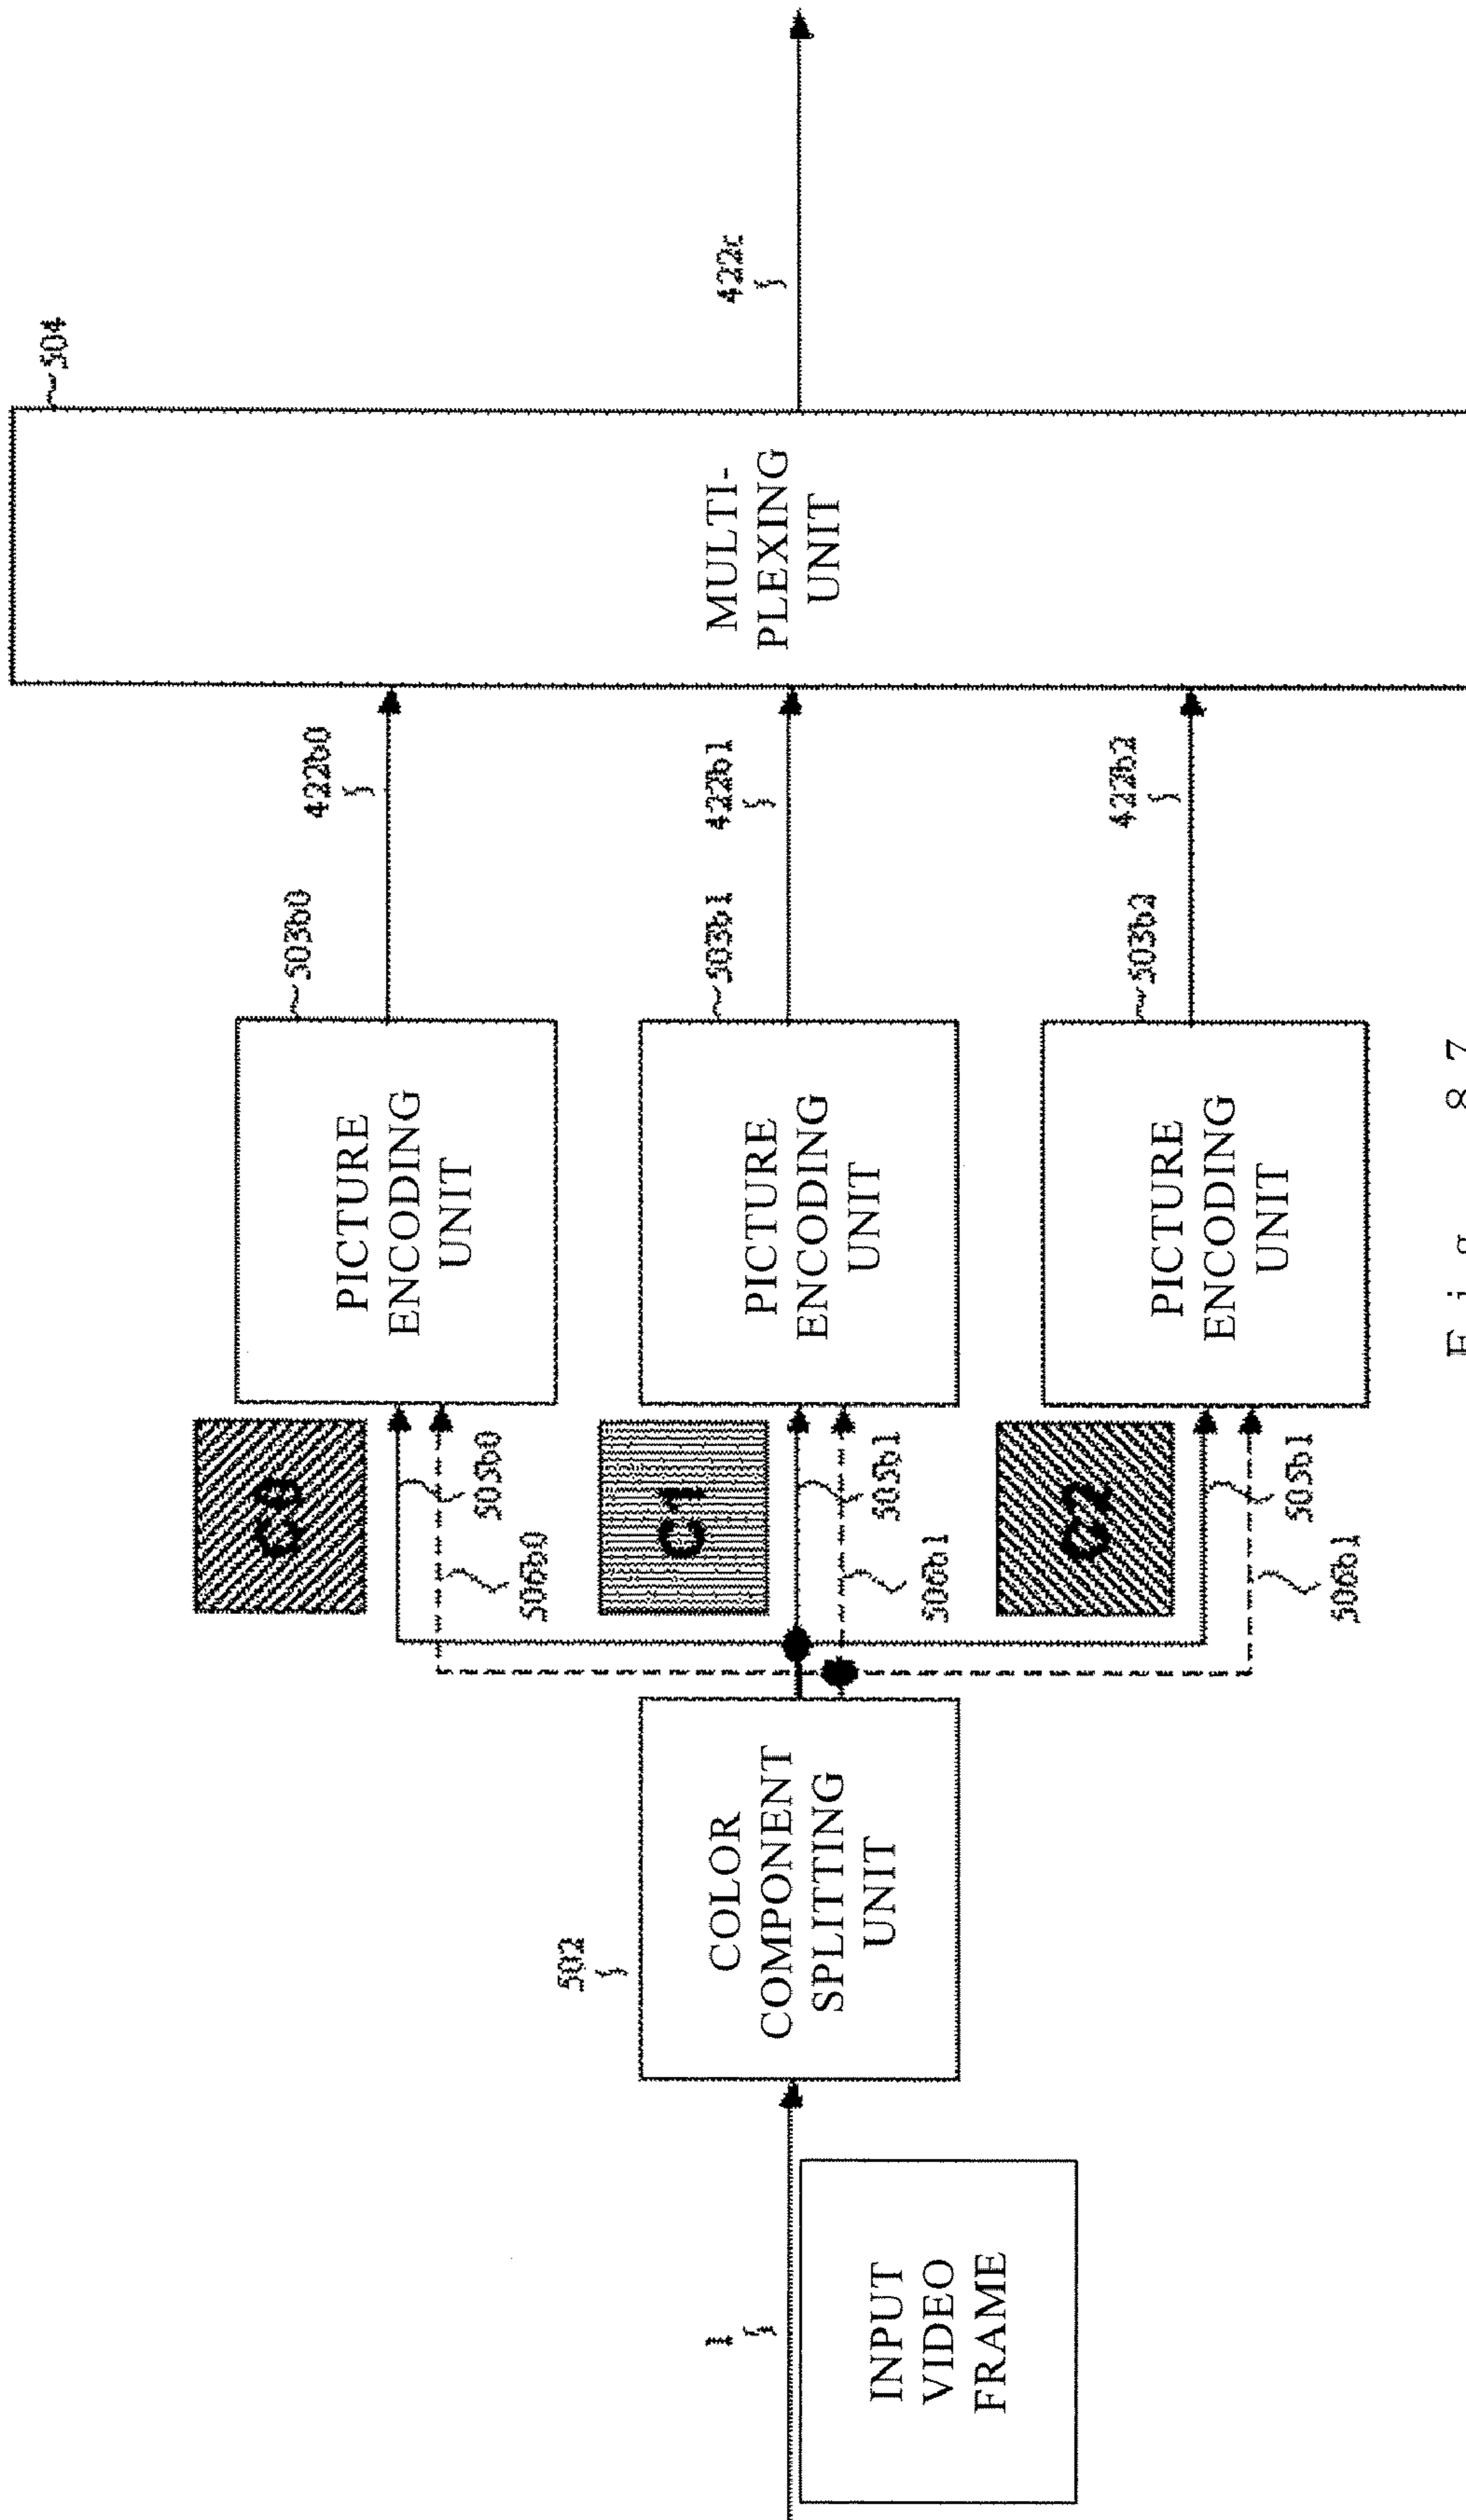 1
INPUT
VIDEO
FRAME
502
COLOR
COMPONENT
SPLITTING
UNIT
C0
506b0
505b0
C1
506b1
505b1
C2
506b1
505b1
PICTURE
ENCODING
UNIT
503b0
PICTURE
ENCODING
UNIT
503b1
PICTURE
ENCODING
UNIT
503b2
422b0
422b1
422b2
MULTI-
PLEXING
UNIT
504
422c
Fig. 87